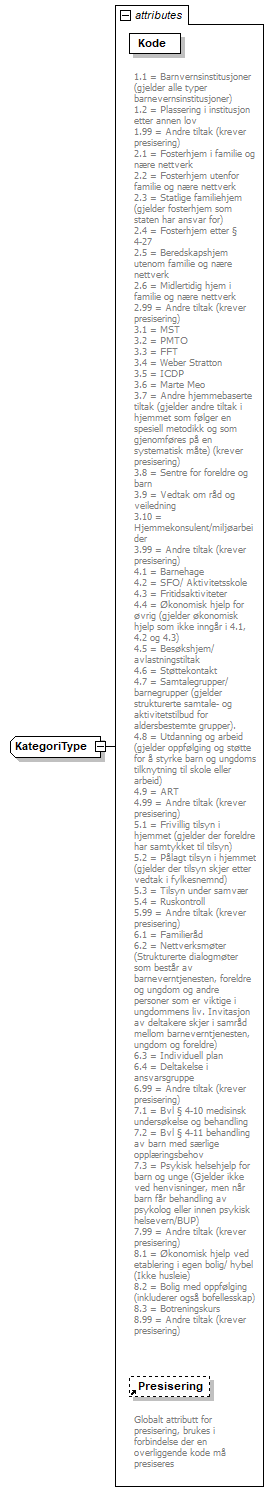 attributes
Kode
1.1 = Barnvernsinstitusjoner
(gjelder alle typer
barnevernsinstitusjoner)
1.2 = Plassering i institusjon
etter annen lov
1.99 = Andre tiltak (krever
presisering)
2.1 = Fosterhjem i familie og
nære nettverk
2.2 = Fosterhjem utenfor
familie og nære nettverk
2.3 = Statlige familiehjem
(gjelder fosterhjem som
staten har ansvar for)
2.4 = Fosterhjem etter §
4-27
2.5 = Beredskapshjem
utenom familie og nære
nettverk
2.6 = Midlertidig hjem i
familie og nære nettverk
2.99 = Andre tiltak (krever
presisering)
3.1 = MST
3.2 = PMTO
3.3 = FFT
3.4 = Weber Stratton
3.5 = ICDP
3.6 = Marte Meo
3.7 = Andre hjemmebaserte
tiltak (gjelder andre tiltak i
hjemmet som følger en
spesiell metodikk og som
gjenomføres på en
systematisk måte) (krever
presisering)
3.8 = Sentre for foreldre og
barn
3.9 = Vedtak om råd og
veiledning
3.10 =
Hjemmekonsulent/miljøarbei
der
3.99 = Andre tiltak (krever
presisering)
4.1 = Barnehage
4.2 = SFO/ Aktivitetsskole
4.3 = Fritidsaktiviteter
4.4 = Økonomisk hjelp for
øvrig (gjelder økonomisk
hjelp som ikke inngår i 4.1,
4.2 og 4.3)
4.5 = Besøkshjem/
avlastningstiltak
4.6 = Støttekontakt
4.7 = Samtalegrupper/
barnegrupper (gjelder
strukturerte samtale- og
aktivitetstilbud for
aldersbestemte grupper).
4.8 = Utdanning og arbeid
(gjelder oppfølging og støtte
for å styrke barn og ungdoms
tilknytning til skole eller
arbeid)
KategoriType
4.9 = ART
4.99 = Andre tiltak (krever
presisering)
5.1 = Frivillig tilsyn i
hjemmet (gjelder der foreldre
har samtykket til tilsyn)
5.2 = Pålagt tilsyn i hjemmet
(gjelder der tilsyn skjer etter
vedtak i fylkesnemnd)
5.3 = Tilsyn under samvær
5.4 = Ruskontroll
5.99 = Andre tiltak (krever
presisering)
6.1 = Familieråd
6.2 = Nettverksmøter
(Strukturerte dialogmøter
som består av
barneverntjenesten, foreldre
og ungdom og andre
personer som er viktige i
ungdommens liv. Invitasjon
av deltakere skjer i samråd
mellom barneverntjenesten,
ungdom og foreldre)
6.3 = Individuell plan
6.4 = Deltakelse i
ansvarsgruppe
6.99 = Andre tiltak (krever
presisering)
7.1 = Bvl § 4-10 medisinsk
undersøkelse og behandling
7.2 = Bvl § 4-11 behandling
av barn med særlige
opplæringsbehov
7.3 = Psykisk helsehjelp for
barn og unge (Gjelder ikke
ved henvisninger, men når
barn får behandling av
psykolog eller innen psykisk
helsevern/BUP)
7.99 = Andre tiltak (krever
presisering)
8.1 = Økonomisk hjelp ved
etablering i egen bolig/ hybel
(Ikke husleie)
8.2 = Bolig med oppfølging
(inkluderer også bofellesskap)
8.3 = Botreningskurs
8.99 = Andre tiltak (krever
presisering)
Presisering
Globalt attributt for
presisering, brukes i
forbindelse der en
overliggende kode må
presiseres